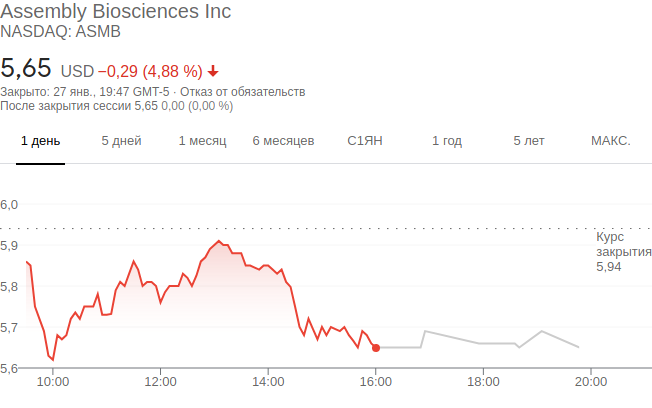 Assembly Biosciences Inc
NASDAQ: ASMB
5,65 USD −0,29 (4,88 %)
Закрыто: 27 янв., 19:47 GMT-5 · Отказ от обязательств
После закрытия сессии 5,65 0,00 (0,00 %)
1 день 5 дней 1 месяц 6 месяцев С1ЯН 1 год 5 лет МАКС.
6,0
5,9
5,8
5,7
5,6
Курс
закрытия
5,94
10:00 12:00 14:00 16:00 18:00 20:00